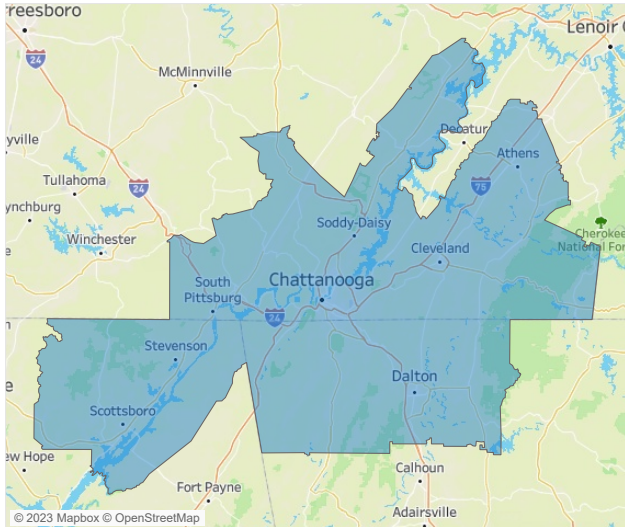 reesboro
Lenoir C
24
McMinnville
yville
Decatur
Athens
Tullahoma
24
75
ynchburg
Soddy-Daisy
Cherokee
National Fore
Winchester
Cleveland
e
South
Pittsburg
Chattanooga
24
n
Stevenson
Dalton
e
Scottsboro
ew Hope
Calhoun
Fort Payne
Adairsville
© 2023 Mapbox © OpenStreetMap